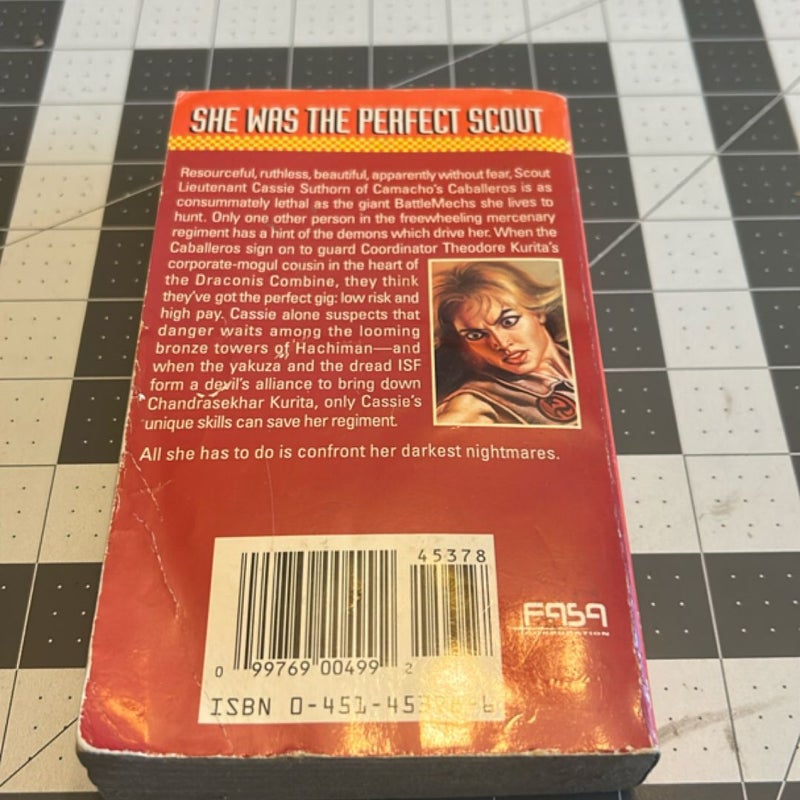 SHE WAS THE PERFECT SCOUT
Resourceful, ruthless, beautiful, apparently without fear, Scout
Lieutenant Cassie Suthorn of Camacho's Caballeros is as
consummately lethal as the giant BattleMechs she lives to
hunt. Only one other person in the freewheeling mercenary
regiment has a hint of the demons which drive her. When the
Caballeros sign on to guard Coordinator Theodore Kurita's
corporate-mogul cousin in the heart of
the Draconis Combine, they think
they've got the perfect gig: low risk and
high pay. Cassie alone suspects that
danger waits among the looming
bronze towers of Hachiman—and
when the yakuza and the dread ISF
form a devil's alliance to bring down
Chandrasekhar Kurita, only Cassie's
unique skills can save her regiment.
All she has to do is confront her darkest nightmares.
45378
0 99769 00499 2
ISBN 0-451-45378-6
FASA
CORPORATION